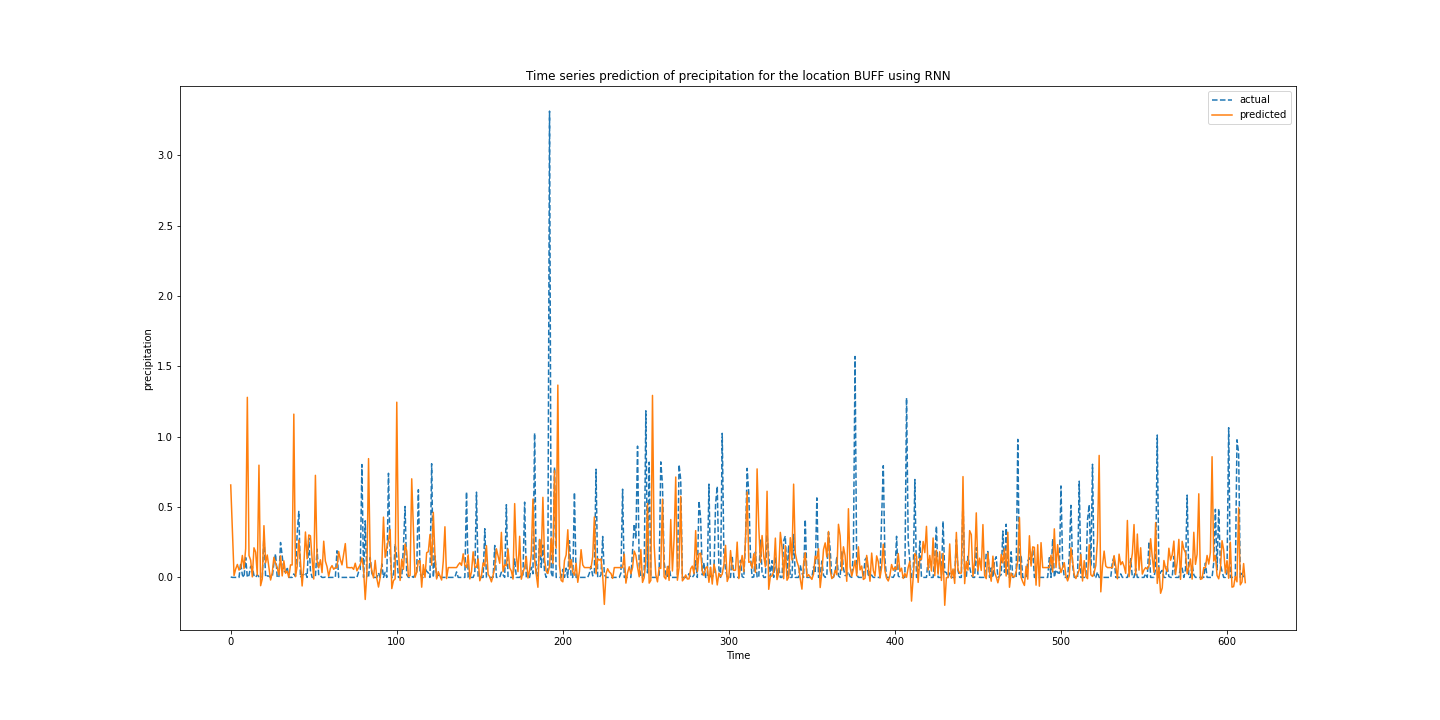 Time series prediction of precipitation for the location BUFF using RNN
actual
predicted
3.0
2.5
2.0
1.5
1.0
0.5
0.0
precipitation
0 100 200 300 400 500 600
Time